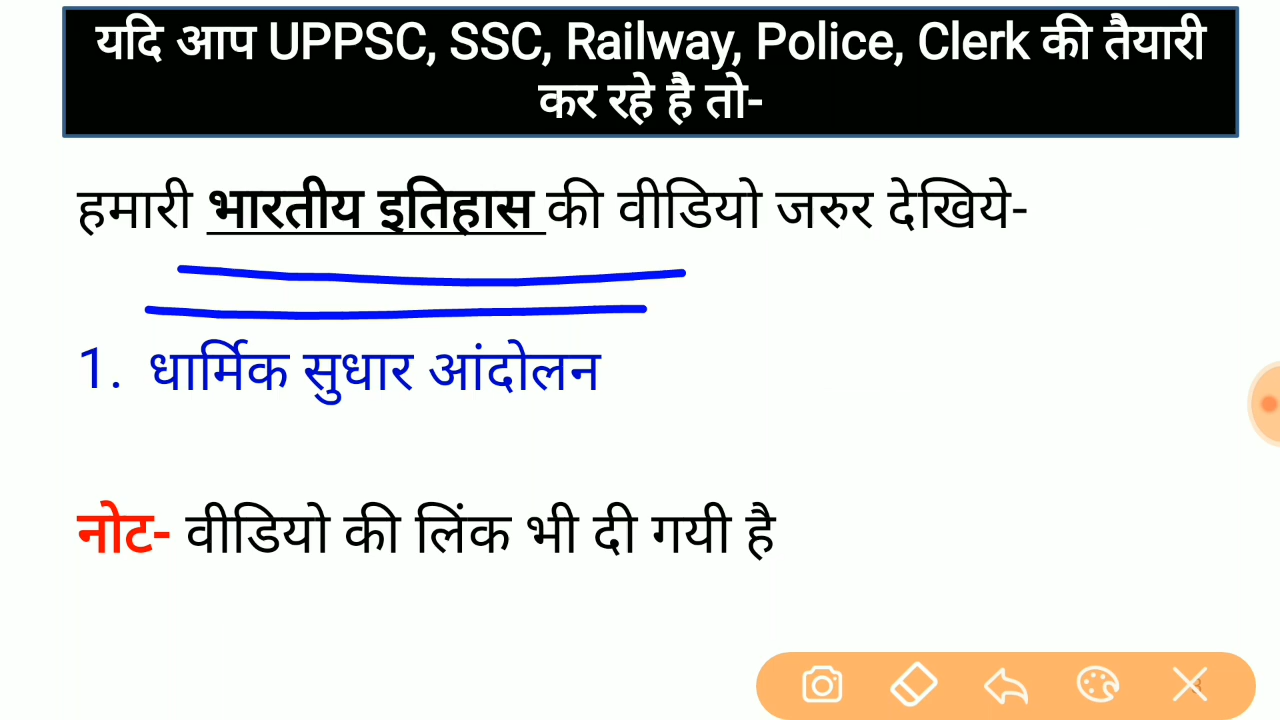 यदि आप UPPSC, SSC, Railway, Police, Clerk की तैयारी
कर रहे है तो-
हमारी भारतीय इतिहास की वीडियो जरुर देखिये-
1. धार्मिक सुधार आंदोलन
नोट- वीडियो की लिंक भी दी गयी है